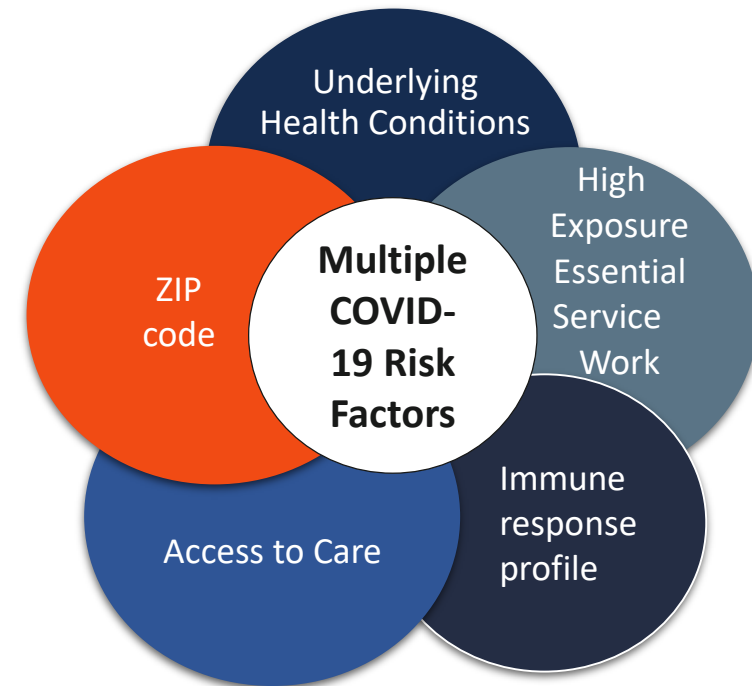 Underlying
Health Conditions
High
Exposure
Essential
Service
Work
ZIP
code
Multiple
COVID-
19 Risk
Factors
Immune
response
profile
Access to Care